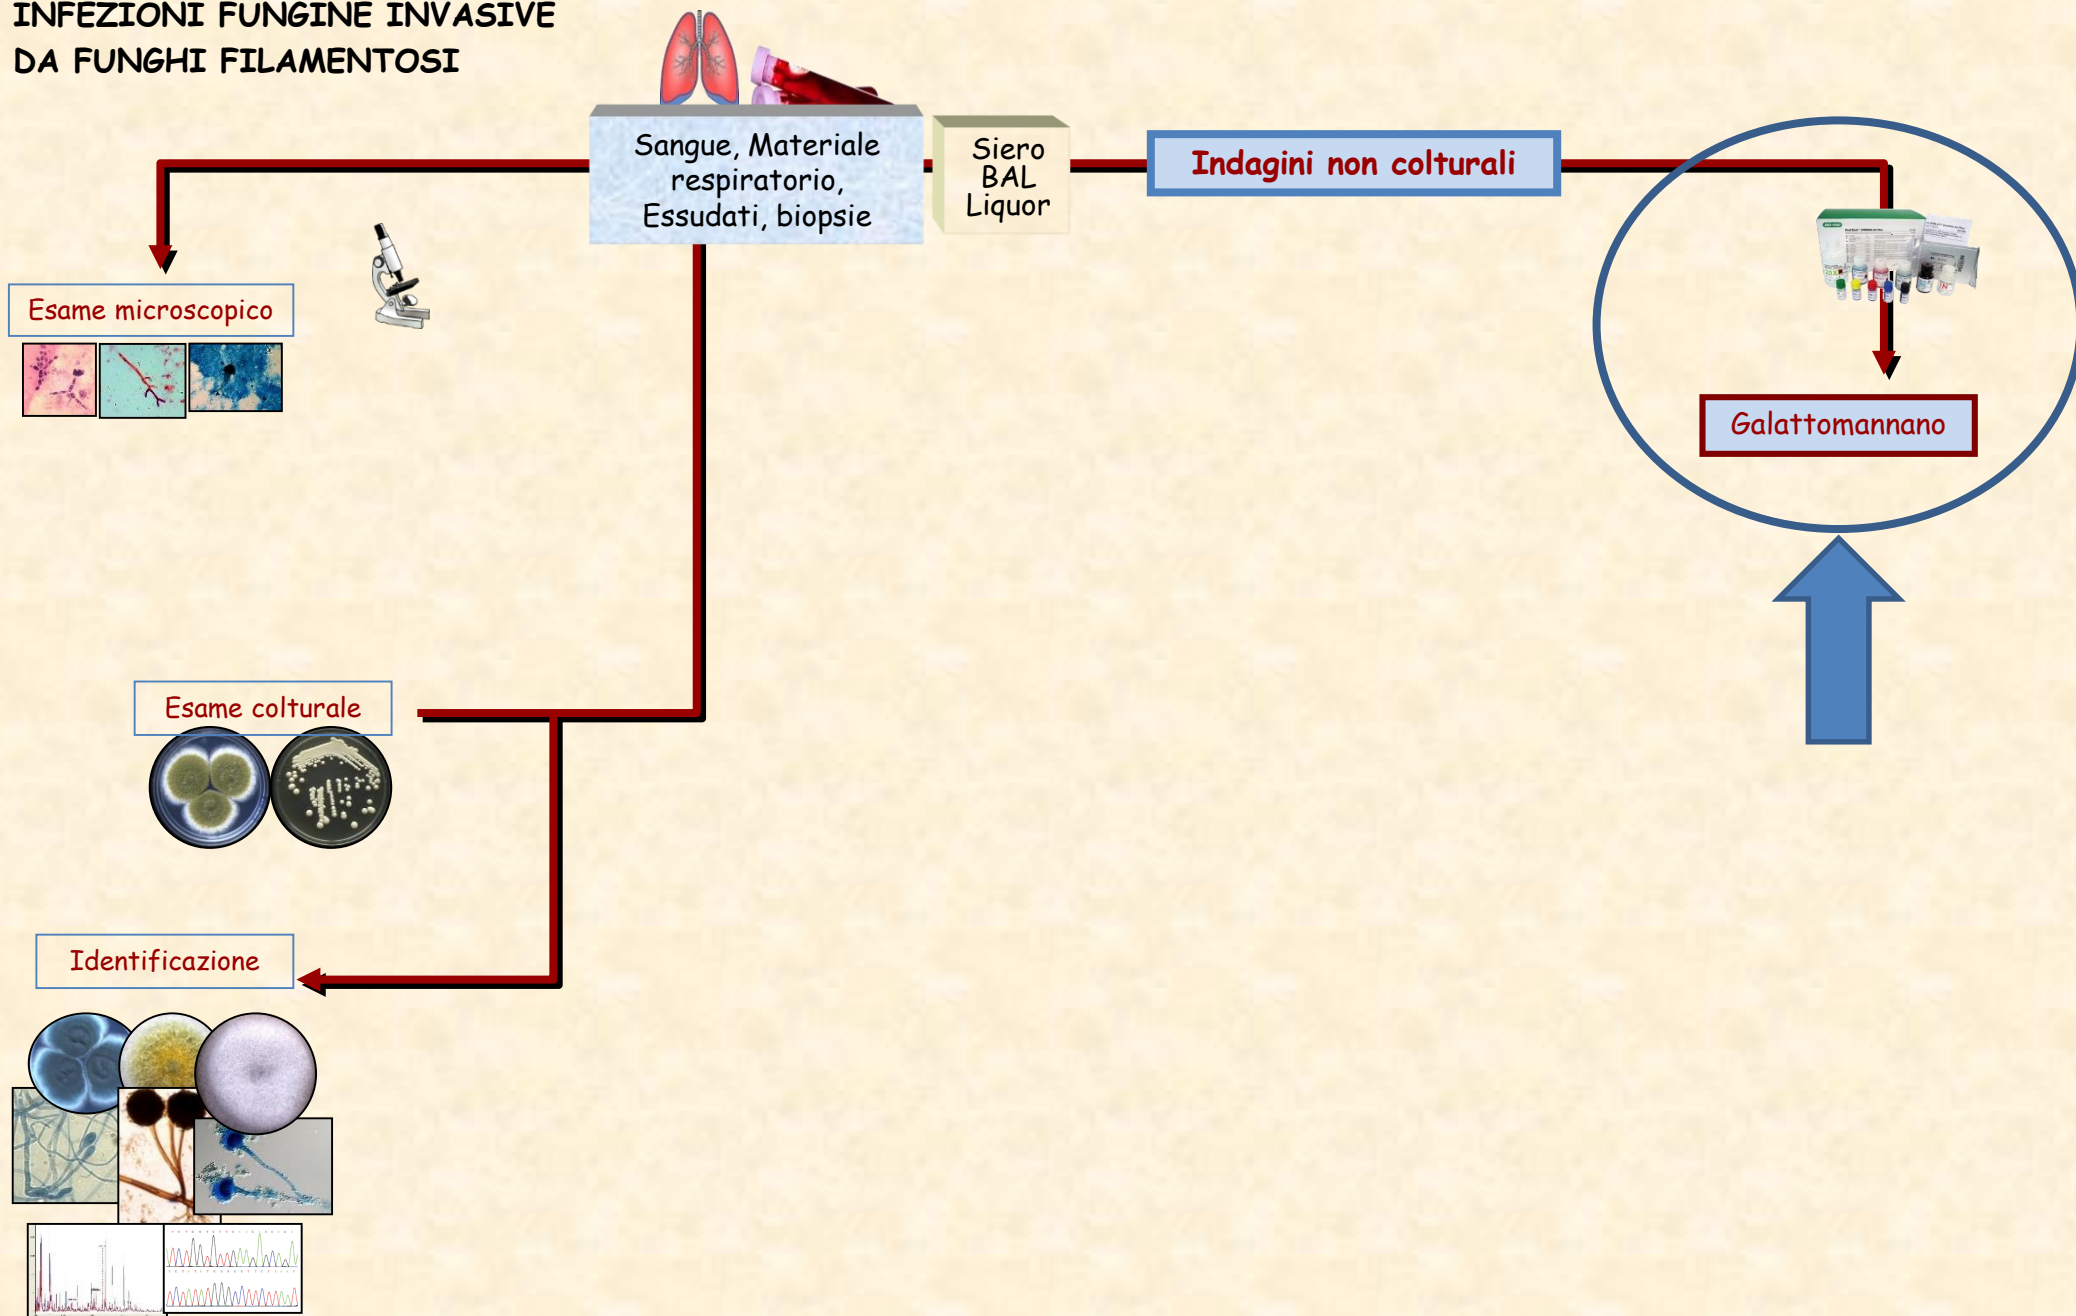 INFEZIONI FUNGINE INVASIVE
DA FUNGHI FILAMENTOSI
Sangue, Materiale
respiratorio,
Essudati, biopsie
Siero
BAL
Liquor
Indagini non colturali
Esame microscopico
Galattomannano
Esame colturale
Identificazione